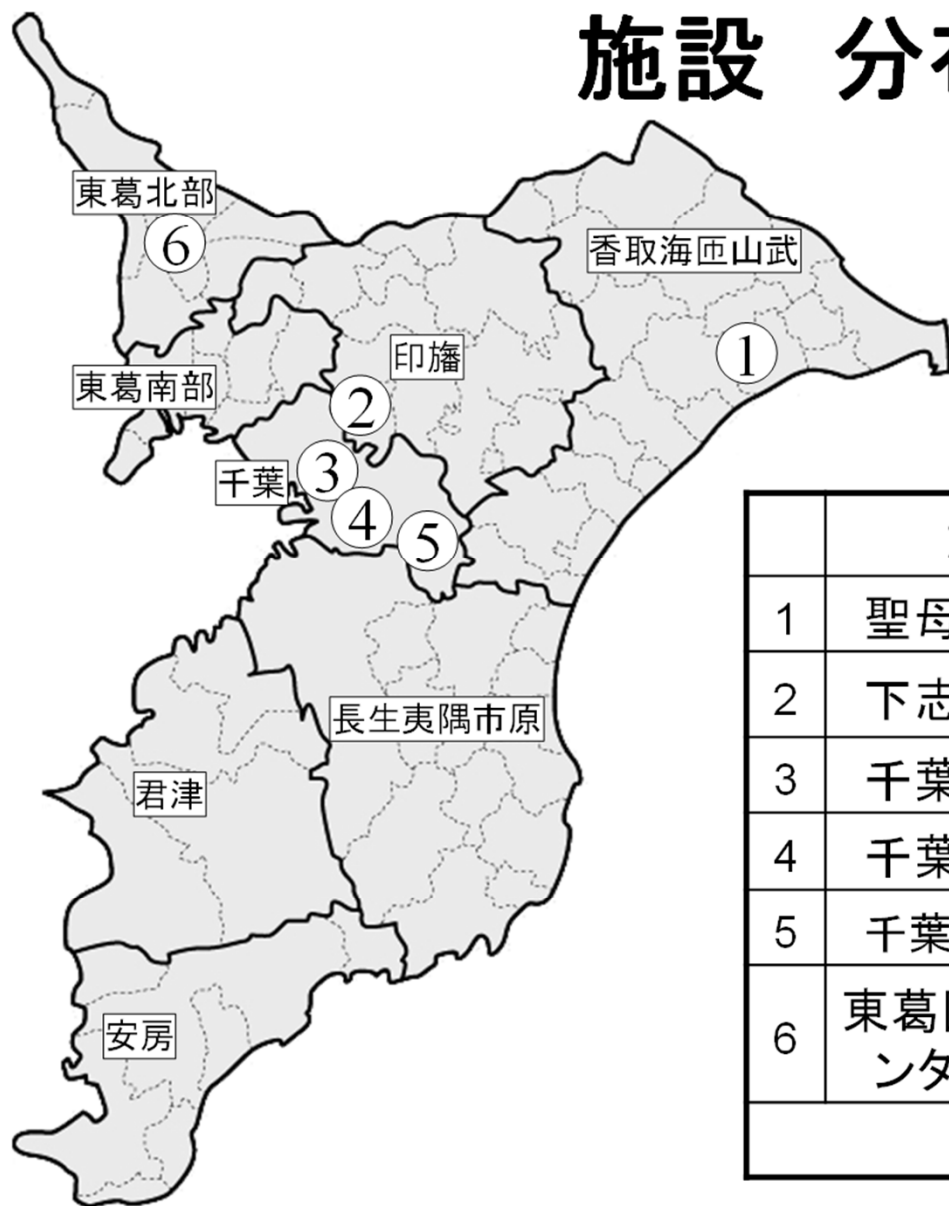 施設 分
東葛北部
6
香取海匝山武
1
印旛
東葛南部
2
千葉
3
4
5
長生夷隅市原
君津
安房
1 聖母
2 下志
3 千葉
4 千葉
5 千葉
6 東葛
ンタ